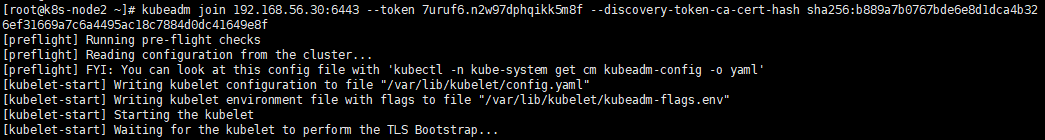 [root@k8s-node2 ~]# kubeadm join 192.168.56.30:6443 --token 7uruf6.n2w97dphqikk5m8f --discovery-token-ca-cert-hash sha256:b889a7b0767bde6e8d1dca4b32
6ef31669a7c6a4495ac18c7884d0dc41649e8f
[preflight] Running pre-flight checks
[preflight] Reading configuration from the cluster...
[preflight] FYI: You can look at this config file with 'kubectl -n kube-system get cm kubeadm-config -o yaml'
[kubelet-start] Writing kubelet configuration to file "/var/lib/kubelet/config.yaml"
[kubelet-start] Writing kubelet environment file with flags to file "/var/lib/kubelet/kubeadm-flags.env"
[kubelet-start] Starting the kubelet
[kubelet-start] Waiting for the kubelet to perform the TLS Bootstrap...